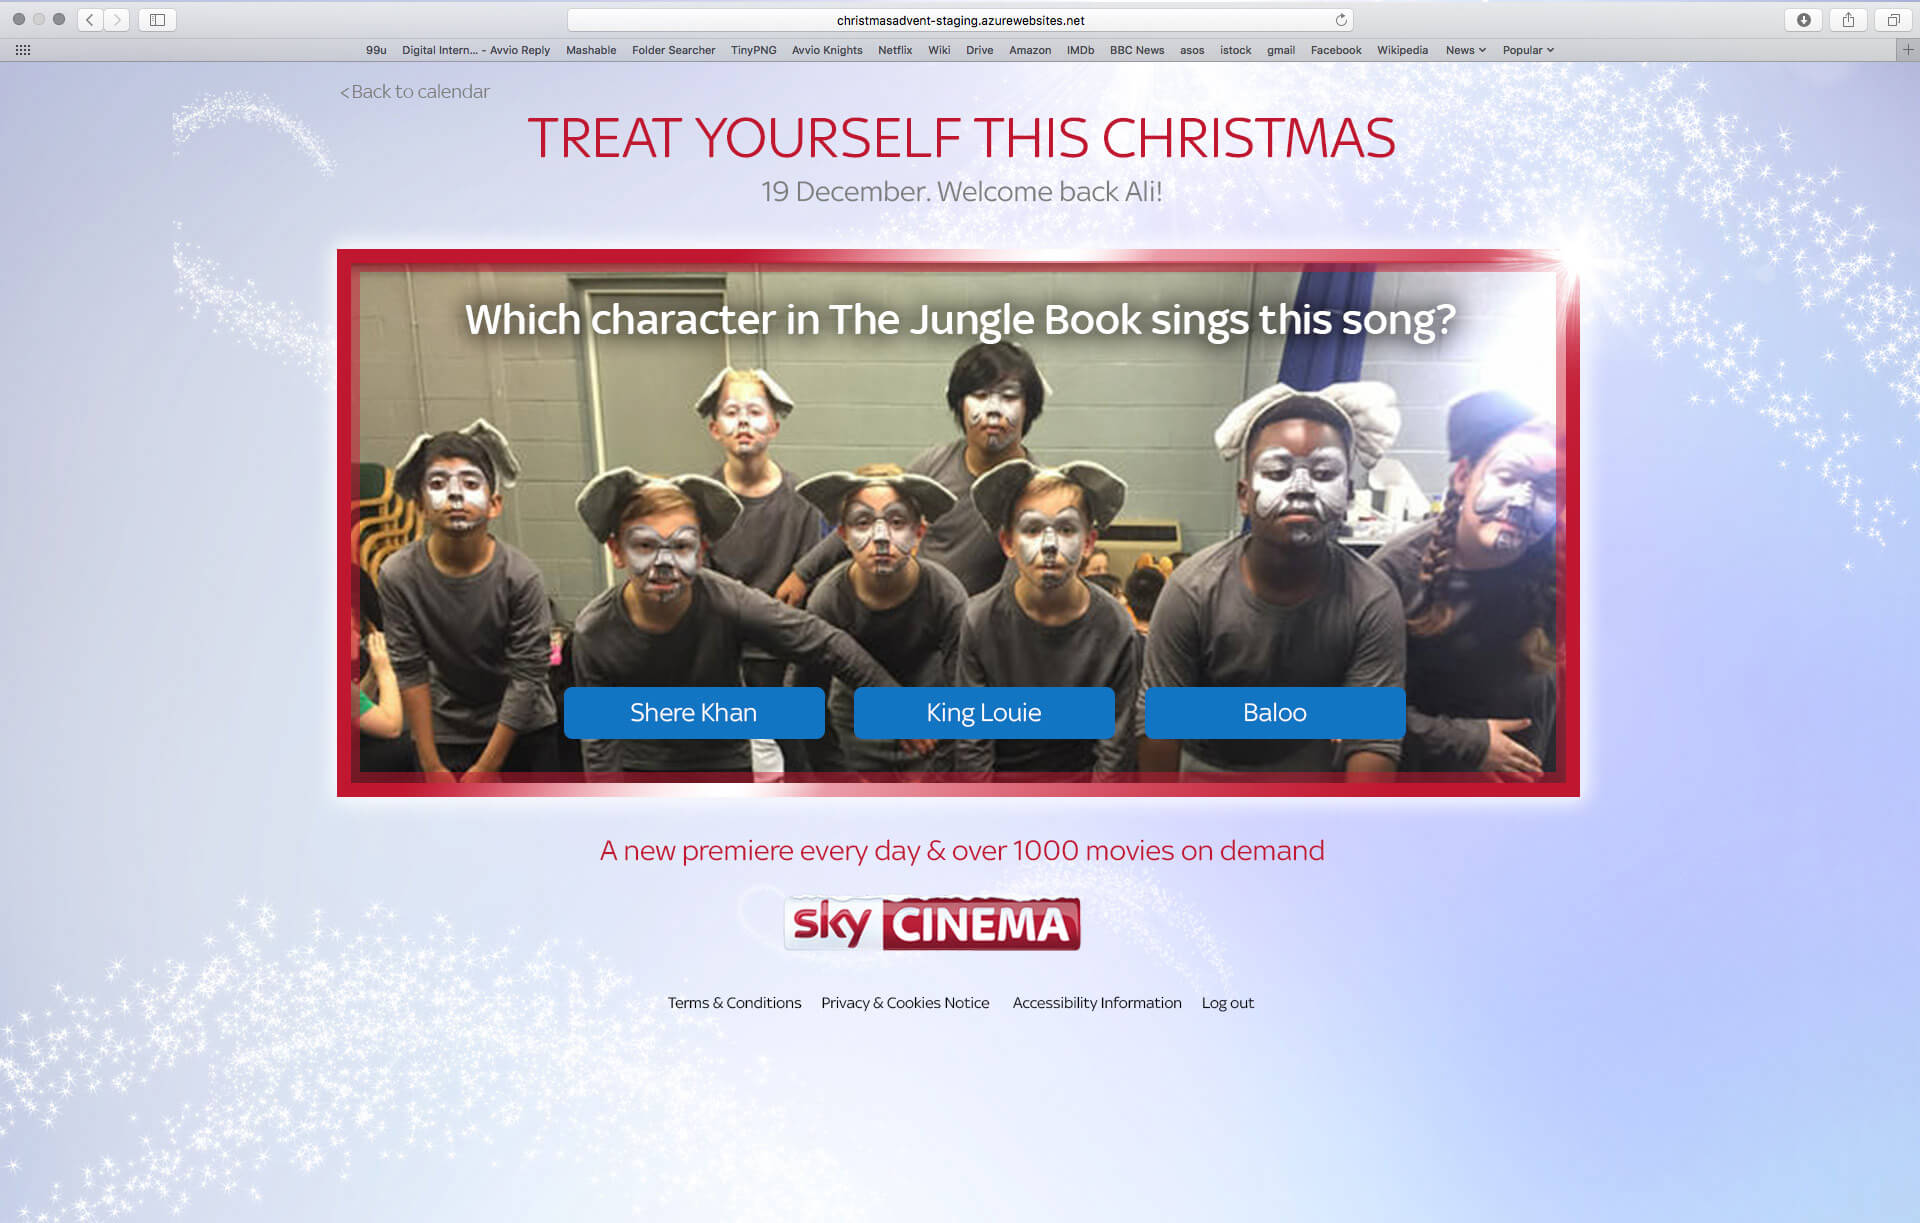 christmasadvent-staging.azurewebsites.net
99u Digital Intern... - Avvio Reply Mashable Folder Searcher TinyPNG Avvio Knights Netflix Wiki Drive Amazon IMDb BBC News asos istock gmail Facebook Wikipedia News Popular
<Back to calendar
TREAT YOURSELF THIS CHRISTMAS
19 December. Welcome back Ali!
Which character in The Jungle Book sings this song?
Shere Khan King Louie Baloo
A new premiere every day & over 1000 movies on demand
sky CINEMA
Terms & Conditions Privacy & Cookies Notice Accessibility Information Log out